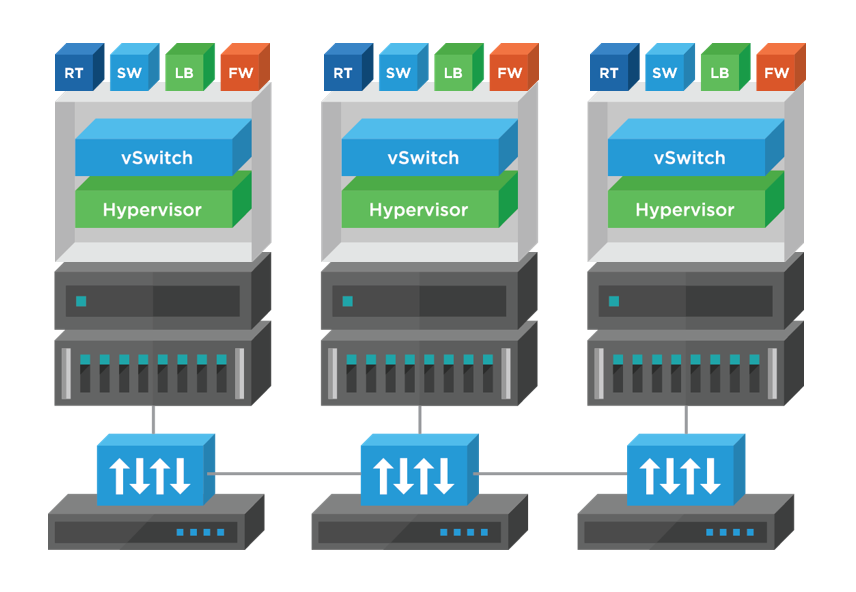 RT SW LB FW RT SW LB FW RT SW LB FW
vSwitch vSwitch vSwitch
Hypervisor Hypervisor Hypervisor